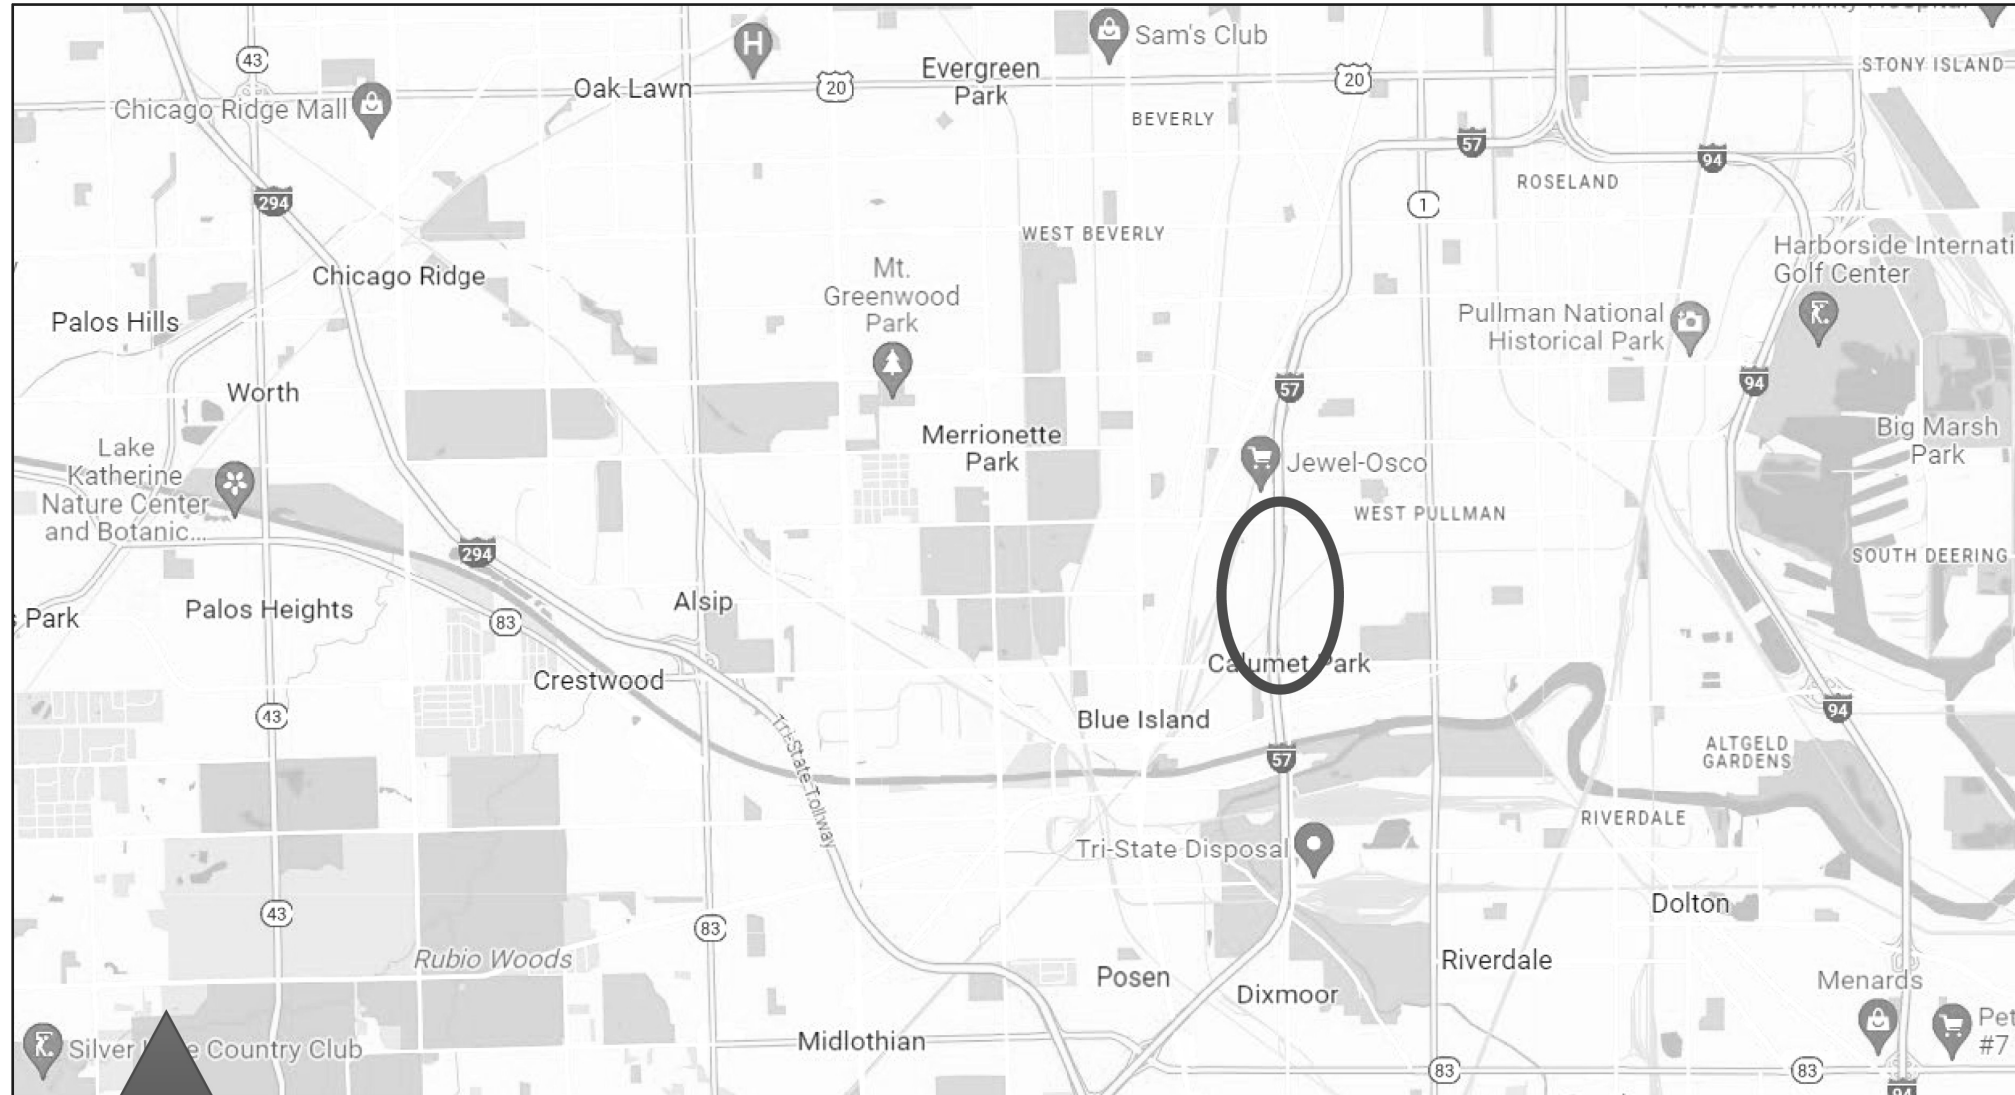 43
Chicago Ridge Mall
Oak Lawn
H
20
Evergreen
Park
Sam's Club
BEVERLY
20
STONY ISLAND
57
94
ROSELAND
294
1
WEST BEVERLY
Chicago Ridge
Mt.
Greenwood
Park
Harborside Internati
Golf Center
Palos Hills
Pullman National
Historical Park
Worth
57
94
Merrionette
Park
Big Marsh
Park
Lake
Katherine
Nature Center
and Botanic...
Jewel-Osco
WEST PULLMAN
294
SOUTH DEERING
s Park
Palos Heights
83
Alsip
Crestwood
Calumet Park
43
Blue Island
94
57
ALTGELD
GARDENS
Tri-State Tollway
RIVERDALE
Tri-State Disposal
43
83
Dolton
Rubio Woods
Posen
Dixmoor
Riverdale
Menards
Silver
e Country Club
Midlothian
Pet
#7
83
83
94